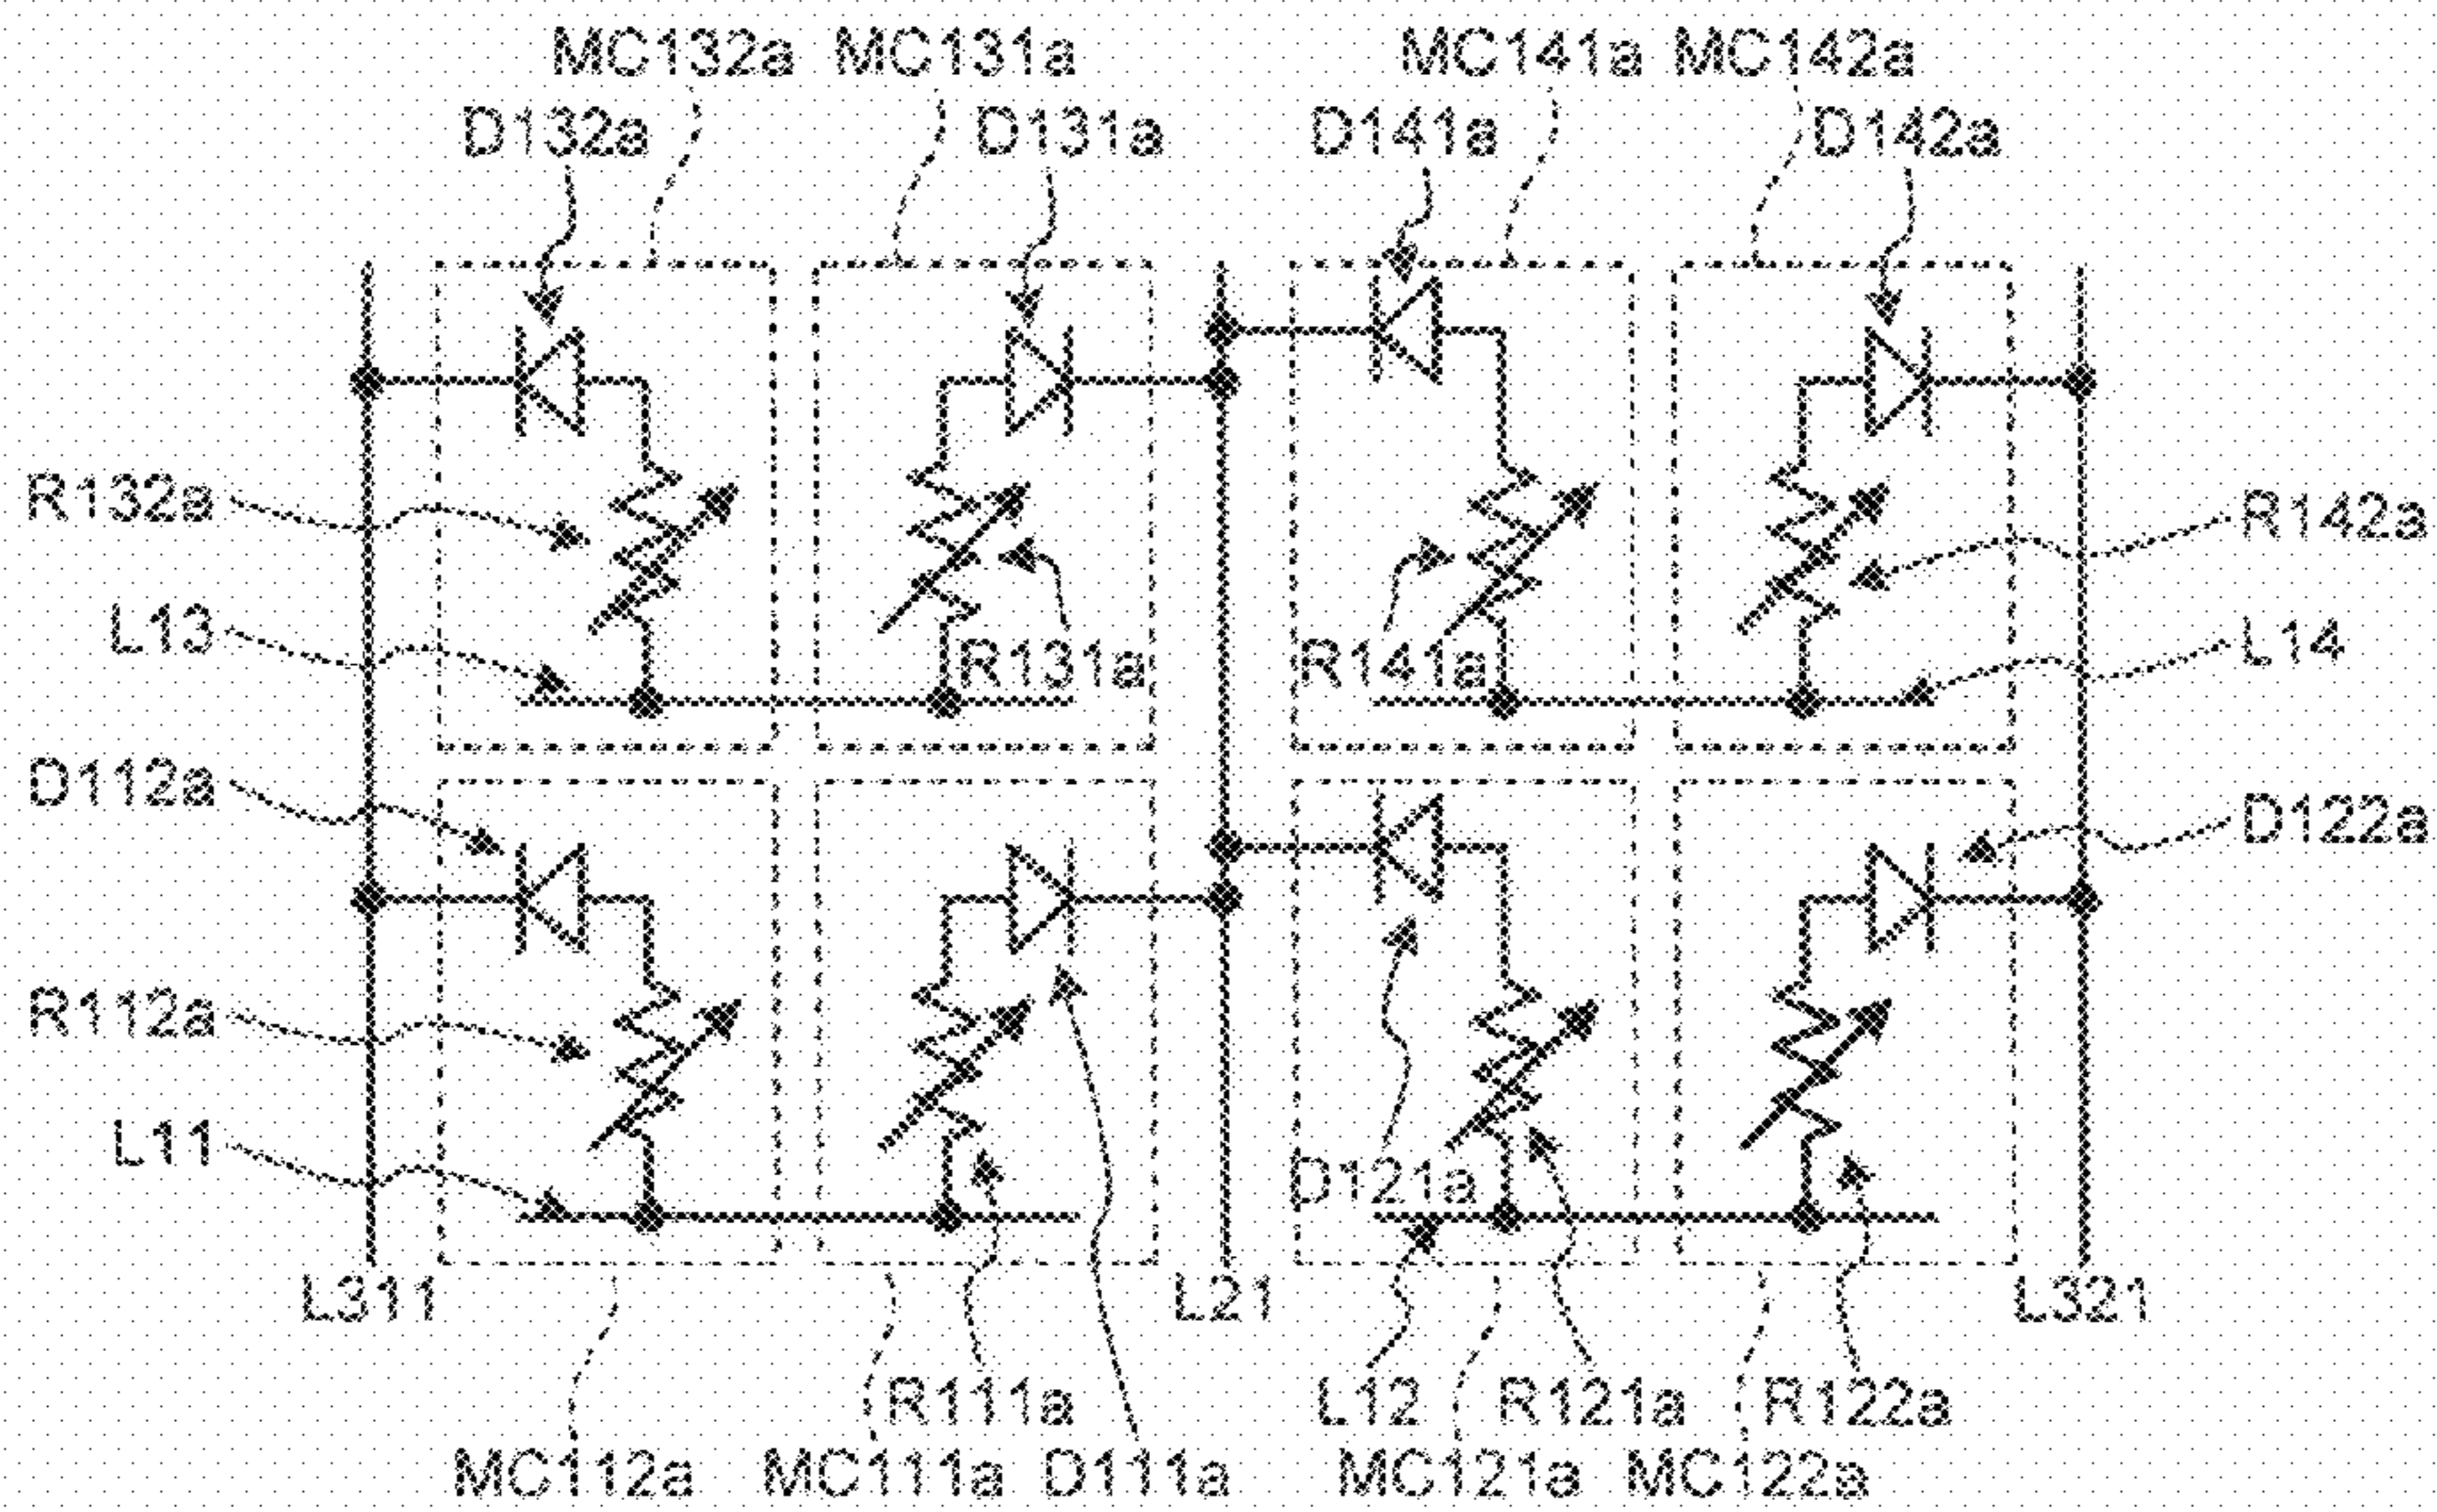 MC132a MC131a MC141a MC142a
D132a D131a D141a D142a
R132a R142a
L13 R131a R141a L14
D112a D122a
R112a
L11 D121a
L311 L21 L321
R111a L12 R121a R122a
MC112a MC111a D111a MC121a MC122a